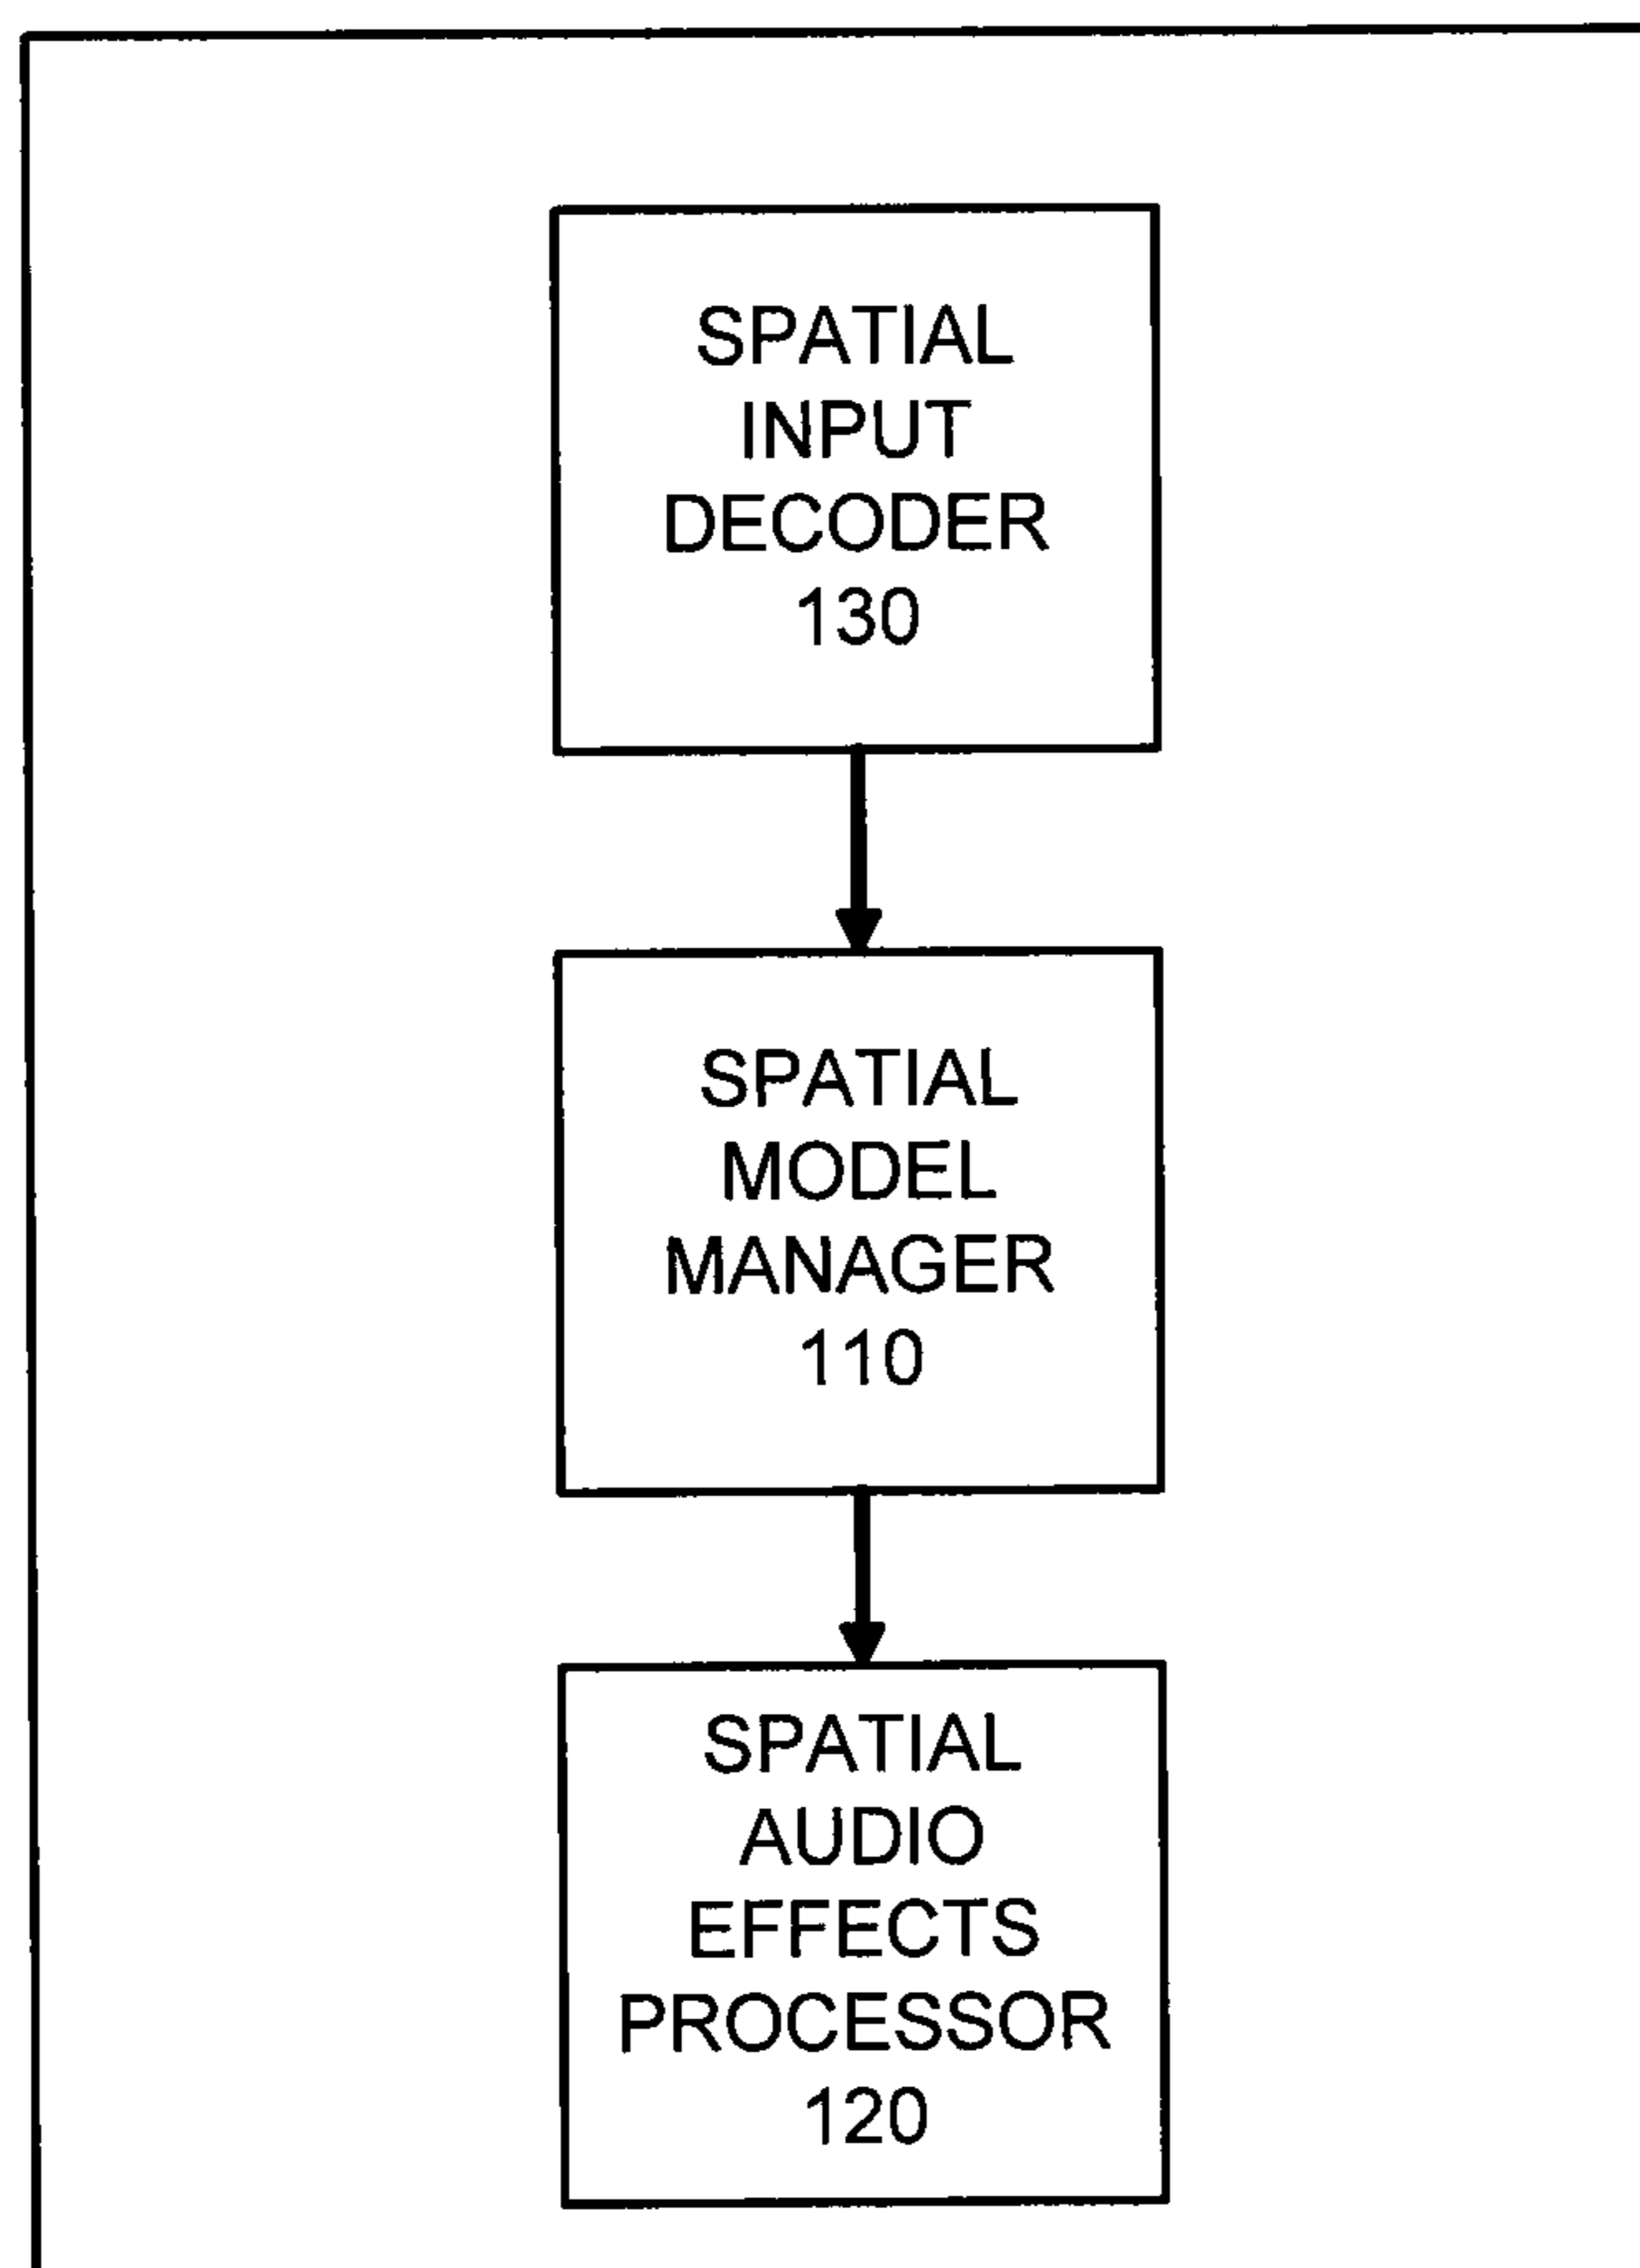 SPATIAL
INPUT
DECODER
130
SPATIAL
MODEL
MANAGER
110
SPATIAL
AUDIO
EFFECTS
PROCESSOR
120